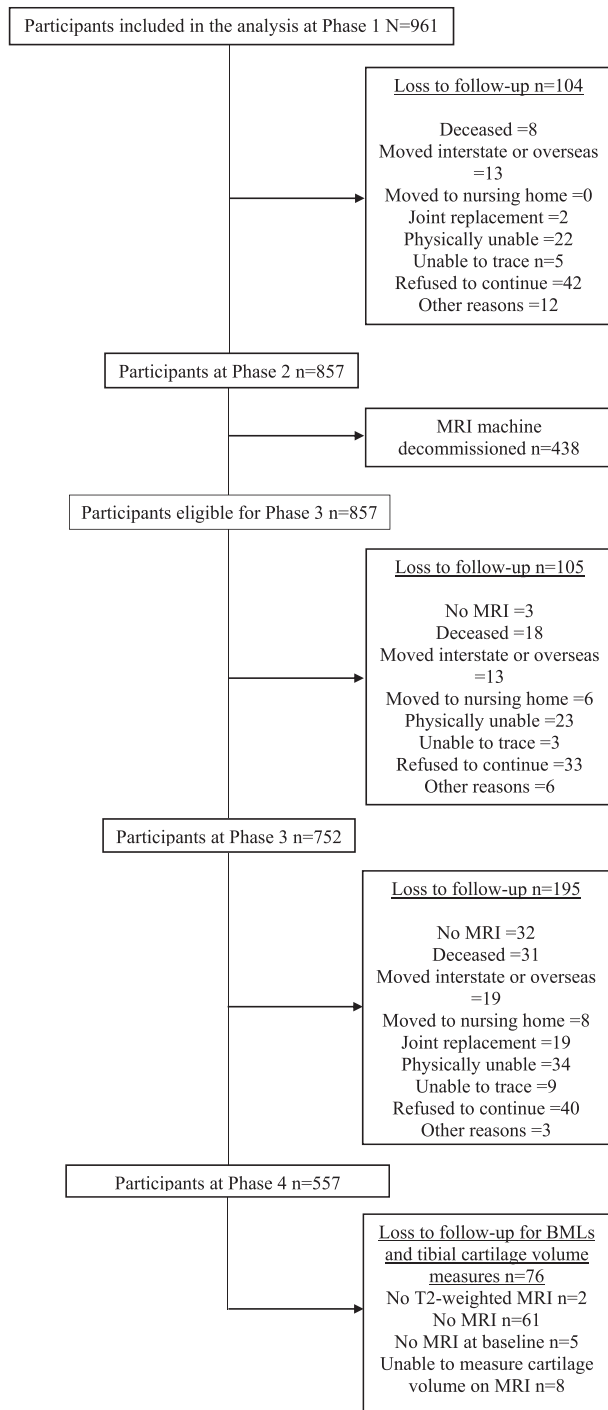 Participants included in the analysis at Phase 1 N=961
Loss to follow-up n=104
Deceased =8
Moved interstate or overseas
=13
Moved to nursing home =0
Joint replacement =2
Physically unable =22
Unable to trace n=5
Refused to continue =42
Other reasons =12
Participants at Phase 2 n=857
MRI machine
decommissioned n=438
Participants eligible for Phase 3 n=857
Loss to follow-up n=105
No MRI =3
Deceased =18
Moved interstate or overseas
=13
Moved to nursing home =6
Physically unable =23
Unable to trace =3
Refused to continue =33
Other reasons =6
Participants at Phase 3 n=752
Loss to follow-up n=195
No MRI =32
Deceased =31
Moved interstate or overseas
=19
Moved to nursing home =8
Joint replacement =19
Physically unable =34
Unable to trace =9
Refused to continue =40
Other reasons =3
Participants at Phase 4 n=557
Loss to follow-up for BMLs
and tibial cartilage volume
measures n=76
No T2-weighted MRI n=2
No MRI n=61
No MRI at baseline n=5
Unable to measure cartilage
volume on MRI n=8